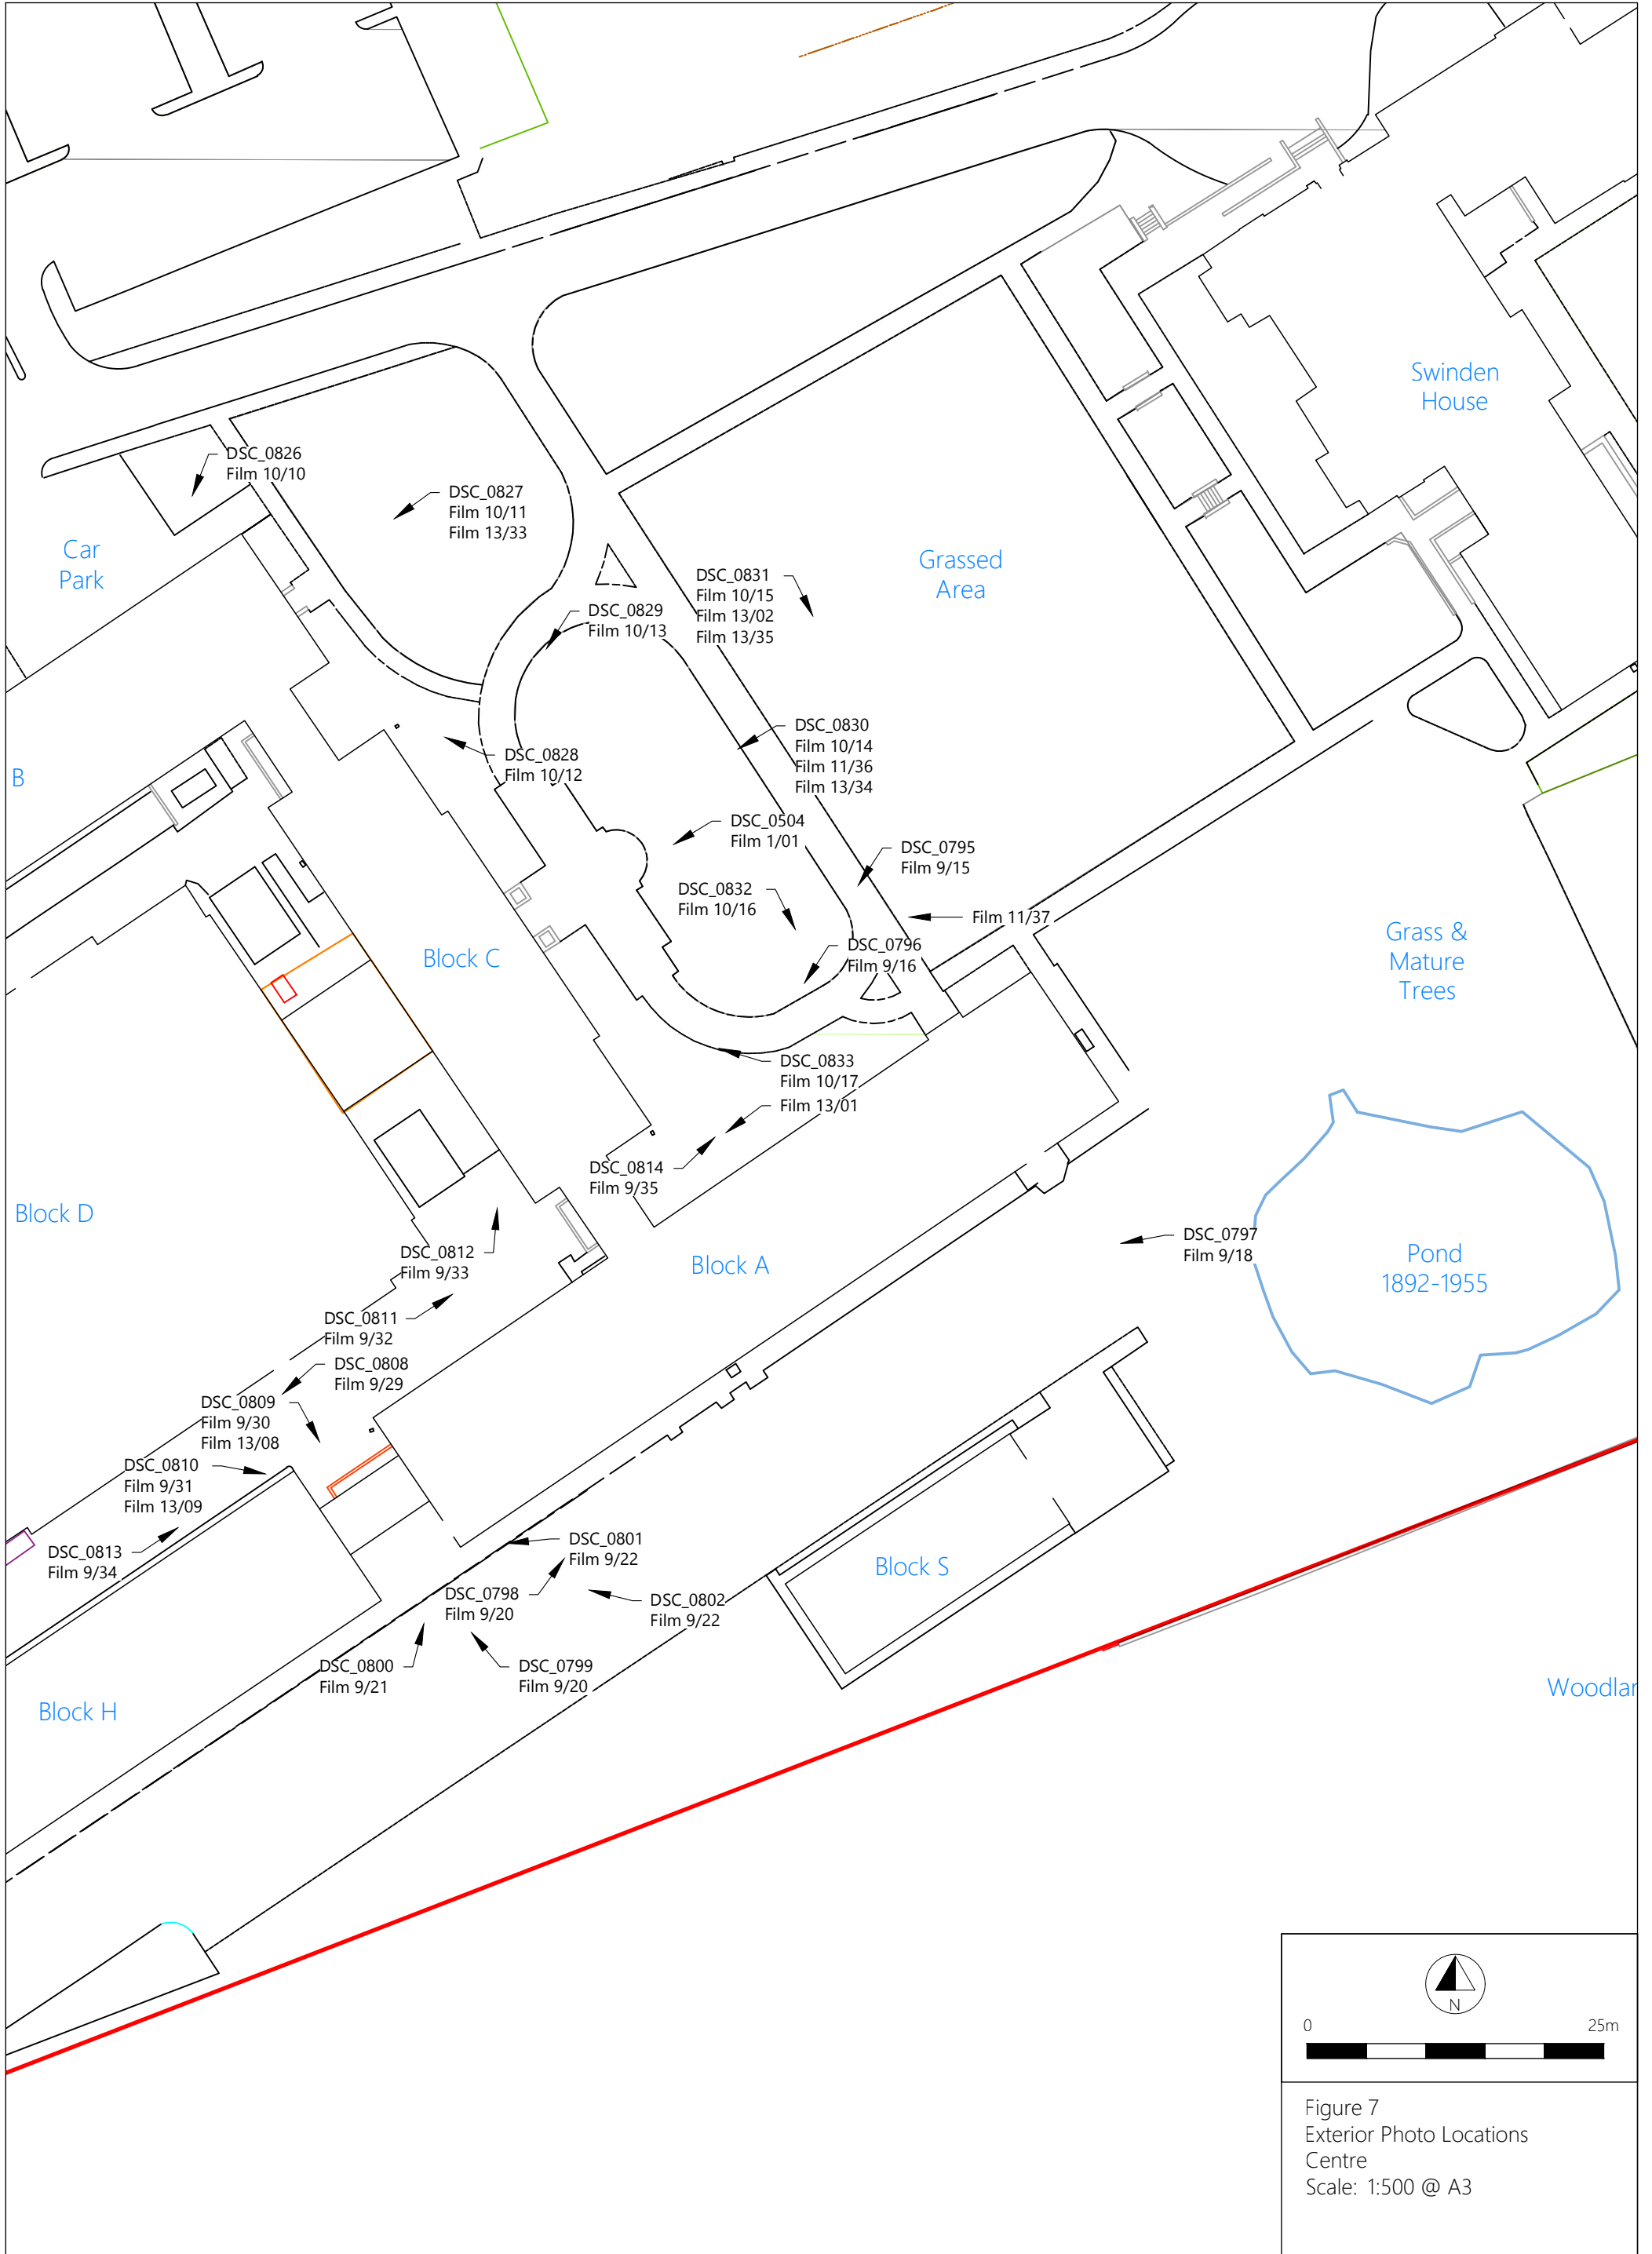 Swinden
House
DSC_0826
Film 10/10
DSC_0827
Film 10/11
Film 13/33
Car
Park
Grassed
Area
DSC_0831
Film 10/15
Film 13/02
Film 13/35
DSC_0829
Film 10/13
DSC_0830
Film 10/14
Film 11/36
Film 13/34
DSC_0828
Film 10/12
B
DSC_0504
Film 1/01
DSC_0795
Film 9/15
DSC_0832
Film 10/16
Film 11/37
DSC_0796
Film 9/16
Block C
Grass &
Mature
Trees
DSC_0833
Film 10/17
Film 13/01
DSC_0814
Film 9/35
Block D
DSC_0812
Film 9/33
Block A
DSC_0797
Film 9/18
Pond
1892-1955
DSC_0811
Film 9/32
DSC_0808
Film 9/29
DSC_0809
Film 9/30
Film 13/08
DSC_0810
Film 9/31
Film 13/09
DSC_0813
Film 9/34
DSC_0801
Film 9/22
DSC_0798
Film 9/20
DSC_0802
Film 9/22
Block S
DSC_0800
Film 9/21
DSC_0799
Film 9/20
Block H
Woodlan
N
0 25m
Figure 7
Exterior Photo Locations
Centre
Scale: 1:500 @ A3